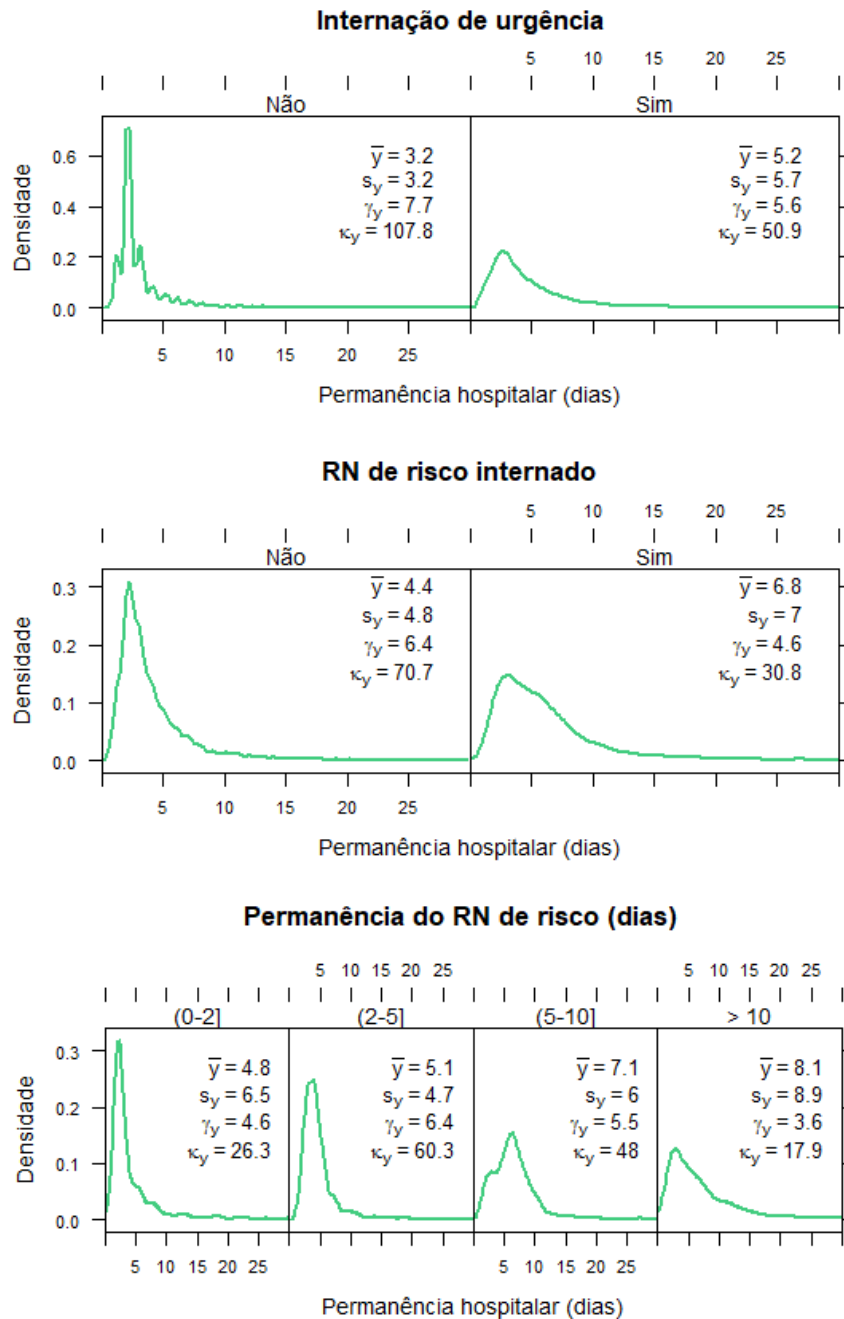 Internação de urgência
5 10 15 20 25
Não Sim
Densidade
0.6
0.4
0.2
0.0
y = 3.2
sy = 3.2
γy = 7.7
κy = 107.8
y = 5.2
sy = 5.7
γy = 5.6
κy = 50.9
5 10 15 20 25
Permanência hospitalar (dias)
RN de risco internado
5 10 15 20 25
Não Sim
Densidade
0.3
0.2
0.1
0.0
y = 4.4
sy = 4.8
γy = 6.4
κy = 70.7
y = 6.8
sy = 7
γy = 4.6
κy = 30.8
5 10 15 20 25
Permanência hospitalar (dias)
Permanência do RN de risco (dias)
5 10 15 20 25 5 10 15 20 25
(0-2] (2-5] (5-10] > 10
Densidade
0.3
0.2
0.1
0.0
y = 4.8
sy = 6.5
γy = 4.6
κy = 26.3
y = 5.1
sy = 4.7
γy = 6.4
κy = 60.3
y = 7.1
sy = 6
γy = 5.5
κy = 48
y = 8.1
sy = 8.9
γy = 3.6
κy = 17.9
5 10 15 20 25 5 10 15 20 25
Permanência hospitalar (dias)